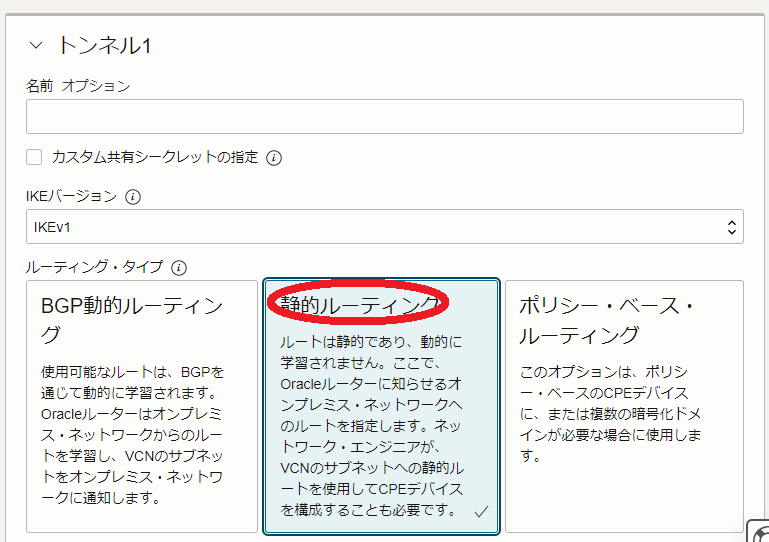 トンネル1
名前 オプション
カスタム共有シークレットの指定
IKEバージョン
IKEv1
ルーティング・タイプ
BGP動的ルーティン
グ
使用可能なルートは、BGPを
通じて動的に学習されます。
Oracleルーターはオンプレミ
ス・ネットワークからのルー
トを学習し、VCNのサブネッ
トをオンプレミス・ネットワ
ークに通知します。
静的ルーティング
ルートは静的であり、動的に
学習されません。ここで、
Oracleルーターに知らせるオ
ンプレミス・ネットワークへ
のルートを指定します。ネッ
トワーク・エンジニアが、
VCNのサブネットへの静的ル
ートを使用してCPEデバイス
を構成することも必要です。
ポリシー・ベース・
ルーティング
このオプションは、ポリシ
ー・ベースのCPEデバイス
に、または複数の暗号化ドメ
インが必要な場合に使用しま
す。